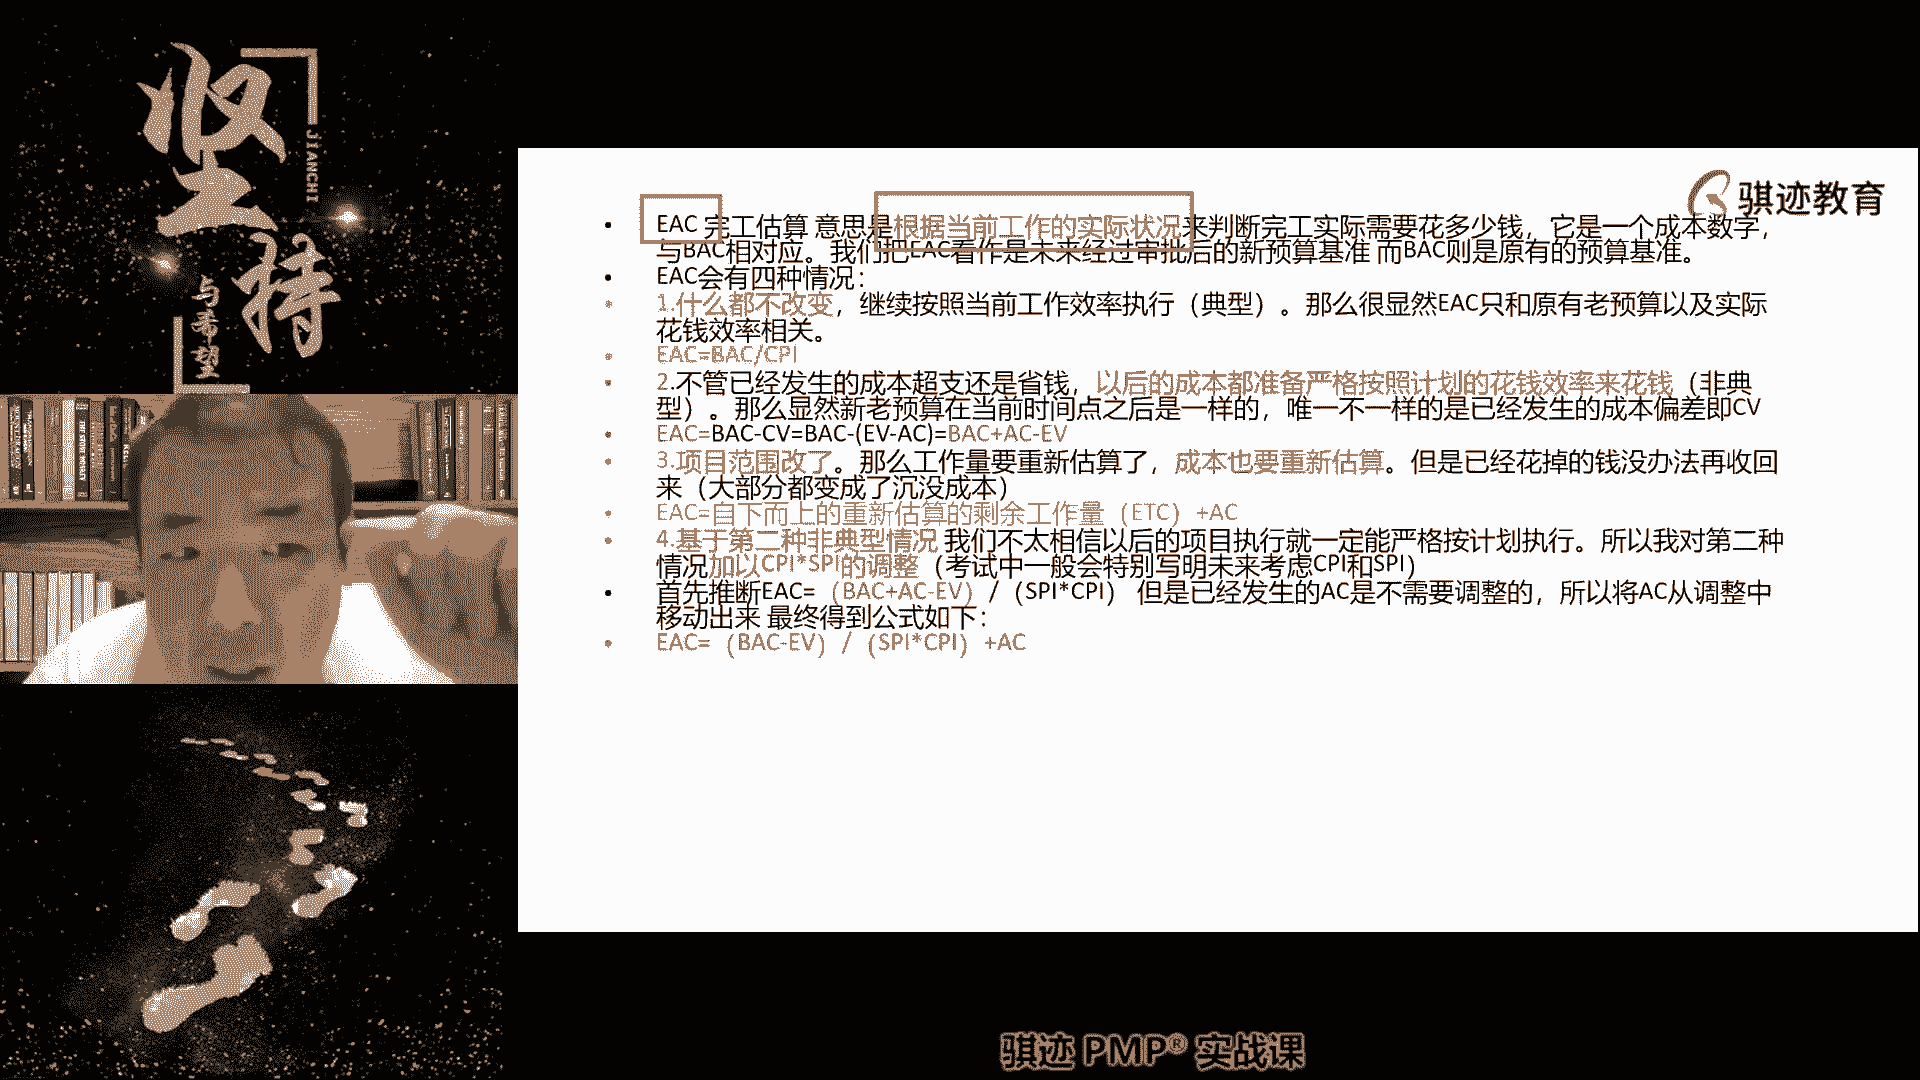 坚持
JIANCHI
与希望
骐迹教育
EAC 完工估算 意思是根据当前工作的实际状况来判断完工实际需要花多少钱，它是一个成本数字，
与BAC相对应。我们把EAC看作是未来经过审批后的新预算基准 而BAC则是原有的预算基准。
EAC会有四种情况：
1.什么都不改变，继续按照当前工作效率执行（典型）。那么很显然EAC只和原有老预算以及实际
花钱效率相关。
EAC=BAC/CPI
2.不管已经发生的成本超支还是省钱，以后的成本都准备严格按照计划的花钱效率来花钱（非典
型）。那么显然新老预算在当前时间点之后是一样的，唯一不一样的是已经发生的成本偏差即CV
EAC=BAC-CV=BAC-(EV-AC)=BAC+AC-EV
3.项目范围改了。那么工作量要重新估算了，成本也要重新估算。但是已经花掉的钱没办法再收回
来（大部分都变成了沉没成本）
EAC=自下而上的重新估算的剩余工作量（ETC）+AC
4.基于第二种非典型情况 我们不太相信以后的项目执行就一定能严格按计划执行。所以我对第二种
情况加以CPI*SPI的调整（考试中一般会特别写明未来考虑CPI和SPI）
首先推断EAC=（BAC+AC-EV）/（SPI*CPI） 但是已经发生的AC是不需要调整的，所以将AC从调整中
移动出来 最终得到公式如下：
EAC=（BAC-EV）/（SPI*CPI）+AC
骐迹 PMP® 实战课